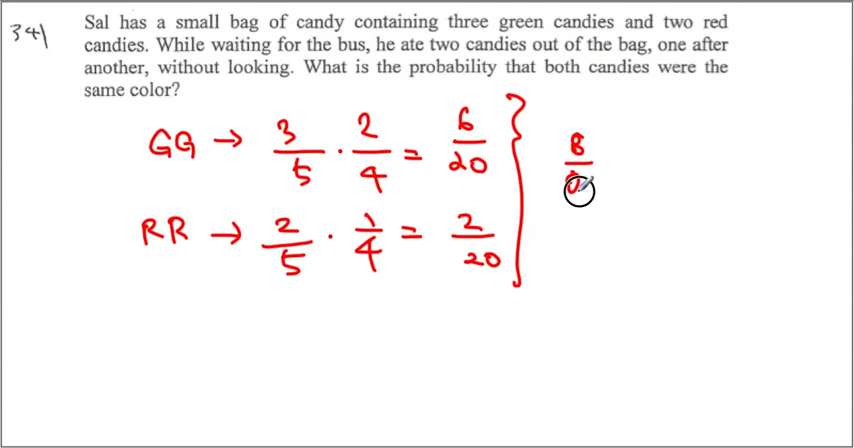 341
Sal has a small bag of candy containing three green candies and two red
candies. While waiting for the bus, he ate two candies out of the bag, one after
another, without looking. What is the probability that both candies were the
same color?
GG → 3/5 · 2/4 = 6/20
RR → 2/5 · 1/4 = 2/20
8